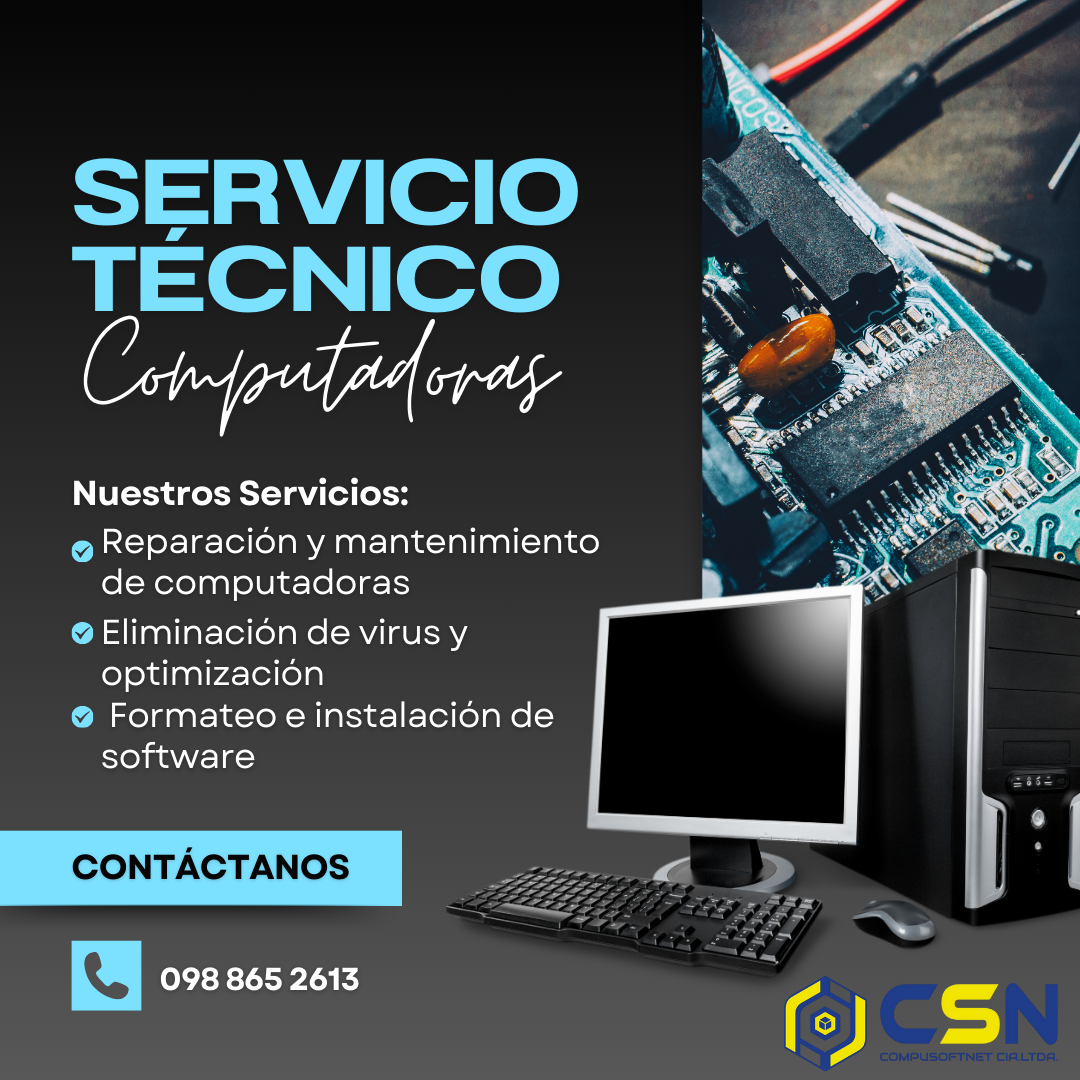 SERVICIO
TÉCNICO
Computadoras
Nuestros Servicios:
Reparación y mantenimiento
de computadoras
Eliminación de virus y
optimización
Formateo e instalación de
software
CONTÁCTANOS
098 865 2613
CSN
COMPUSOFTNET CIA.LTDA.